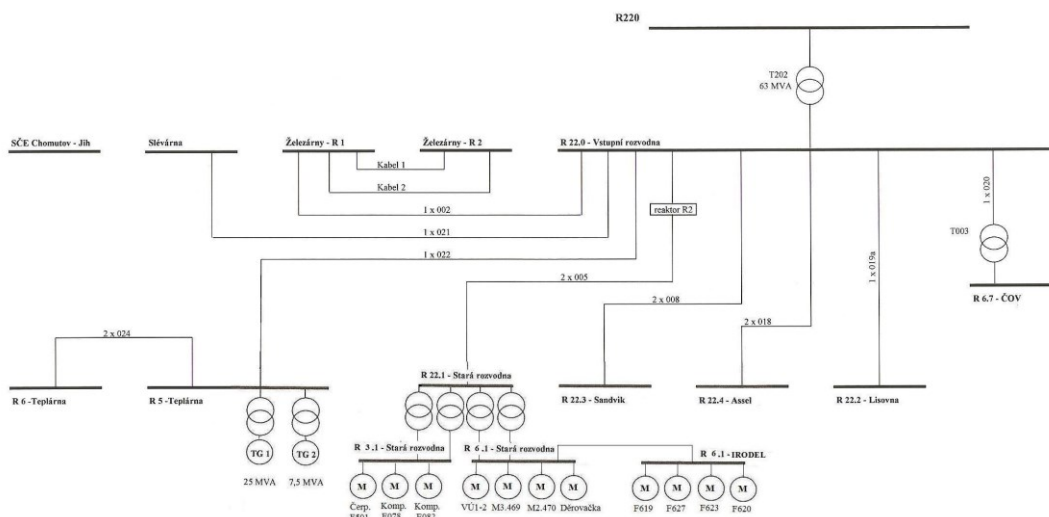 R220
T202
63 MVA
SČE Chomutov - Jih
Slévárna
Železárny - R 1
Železárny - R 2
R 22.0 - Vstupní rozvodna
Kabel 1
Kabel 2
1 x 002
reaktor R2
1 x 020
1 x 021
T003
1 x 022
1 x 019a
2 x 005
R 6.7 - ČOV
2 x 008
2 x 018
2 x 024
R 22.1 - Stará rozvodna
R 6 -Teplárna
R 5 -Teplárna
R 22.3 - Sandvik
R 22.4 - Assel
R 22.2 - Lisovna
R 3.1 - Stará rozvodna
R 6.1 - Stará rozvodna
R 6.1 - IRODEL
TG 1
TG 2
25 MVA
7,5 MVA
M
M
M
M
M
M
M
M
M
M
M
Čerp.
Komp.
Komp.
VÚ1-2
M3.469
M2.470
Děrovačka
F619
F627
F623
F620